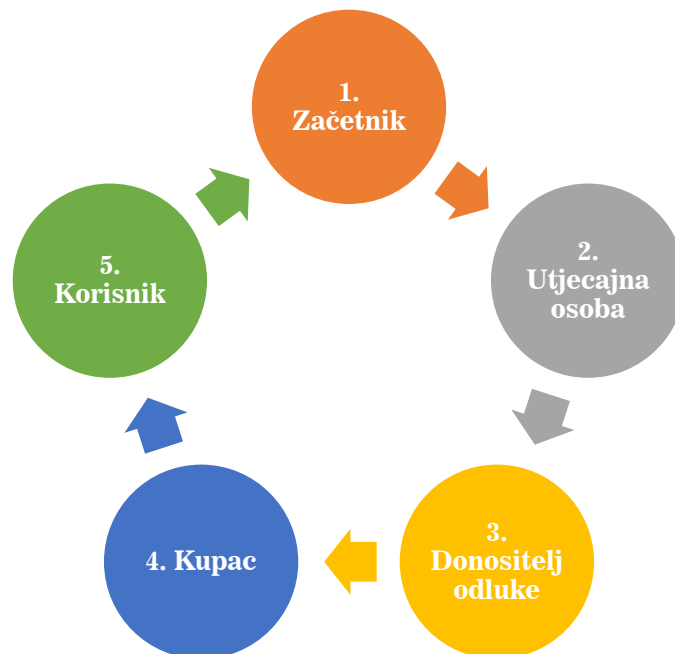 1.
Začetnik
2.
Utjecajna
osoba
3.
Donositelj
odluke
4. Kupac
5.
Korisnik